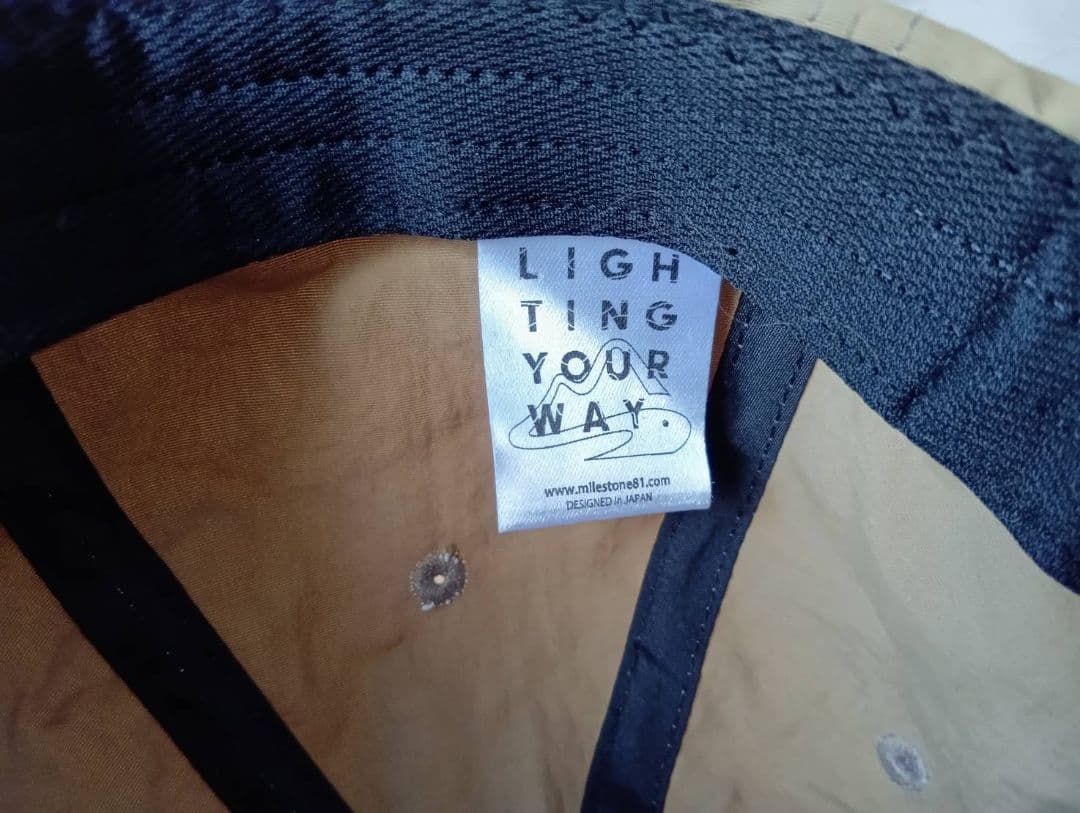 LIGH
TING
YOUR
WAY.
www.milestone81.com
DESIGNED in JAPAN